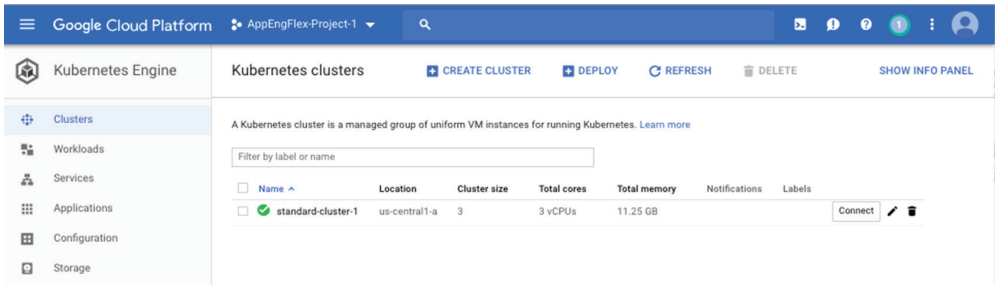 Google Cloud Platform AppEngFlex-Project-1 1
Kubernetes Engine
Kubernetes clusters CREATE CLUSTER DEPLOY REFRESH DELETE SHOW INFO PANEL
Clusters
Workloads
Services
Applications
Configuration
Storage
A Kubernetes cluster is a managed group of uniform VM instances for running Kubernetes. Learn more
Filter by label or name
Name Location Cluster size Total cores Total memory Notifications Labels
standard-cluster-1 us-central1-a 3 3 vCPUs 11.25 GB Connect